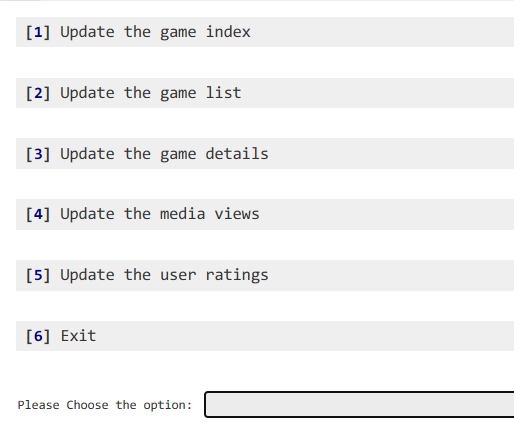 [1] Update the game index
[2] Update the game list
[3] Update the game details
[4] Update the media views
[5] Update the user ratings
[6] Exit
Please Choose the option: